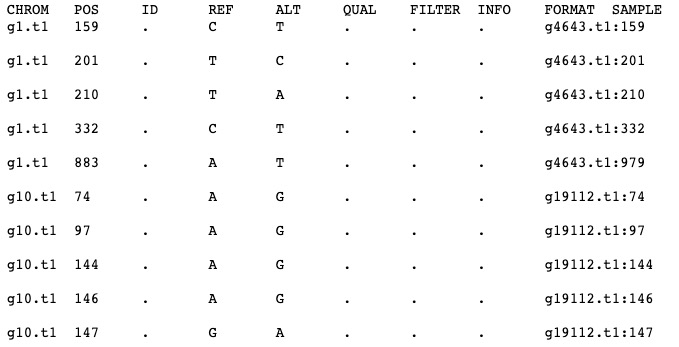 CHROM POS ID REF ALT QUAL FILTER INFO FORMAT SAMPLE
g1.t1 159 . C T . . . g4643.t1:159
g1.t1 201 . T C . . . g4643.t1:201
g1.t1 210 . T A . . . g4643.t1:210
g1.t1 332 . C T . . . g4643.t1:332
g1.t1 883 . A T . . . g4643.t1:979
g10.t1 74 . A G . . . g19112.t1:74
g10.t1 97 . A G . . . g19112.t1:97
g10.t1 144 . A G . . . g19112.t1:144
g10.t1 146 . A G . . . g19112.t1:146
g10.t1 147 . G A . . . g19112.t1:147